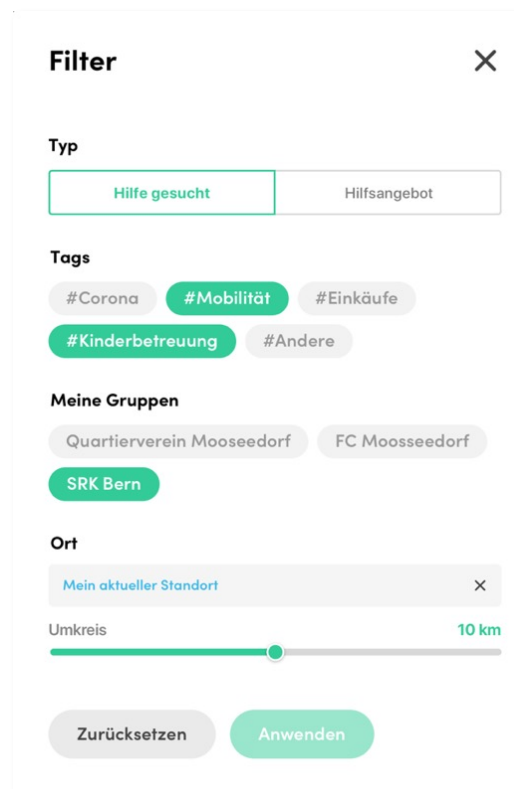 Filter
Typ
Hilfe gesucht Hilfsangebot
Tags
#Corona #Mobilität #Einkäufe
#Kinderbetreuung #Andere
Meine Gruppen
Quartierverein Mooseedorf FC Moosseedorf
SRK Bern
Ort
Mein aktueller Standort
Umkreis 10 km
Zurücksetzen Anwenden